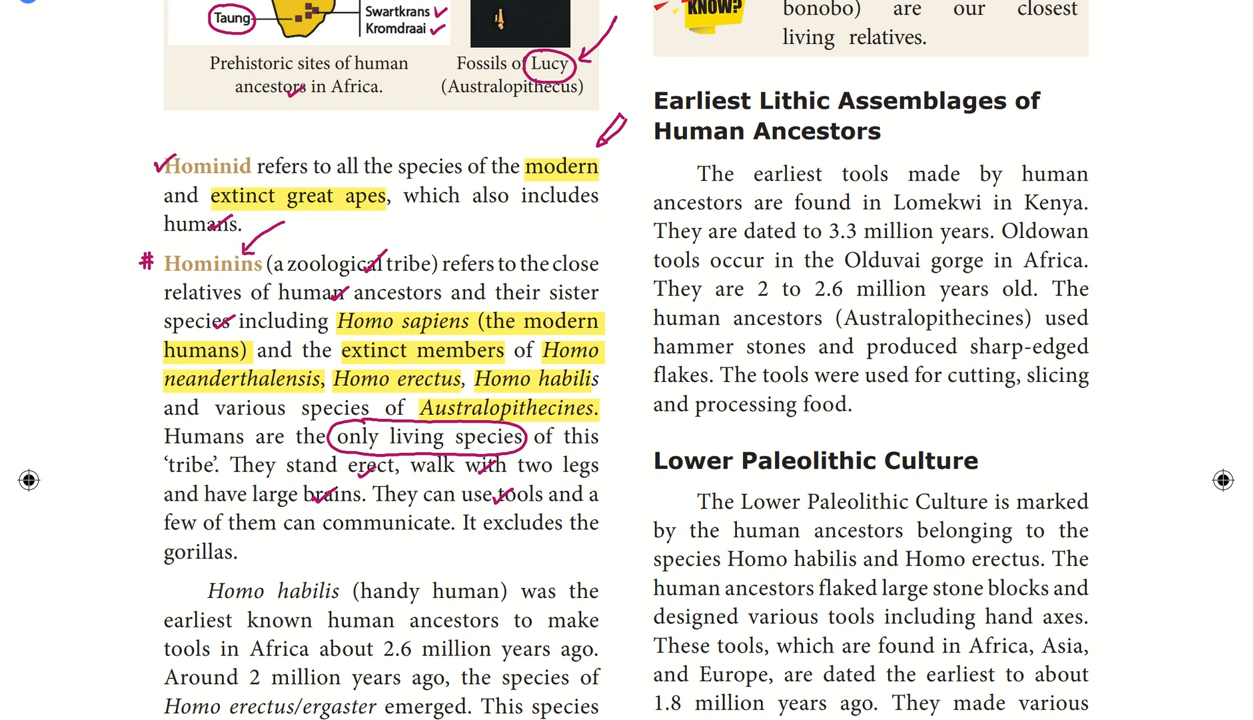 Taung
Swartkrans
Kromdraai
Prehistoric sites of human
ancestors in Africa.
Fossils of Lucy
(Australopithecus)
Hominid refers to all the species of the modern
and extinct great apes, which also includes
humans.
# Hominins (a zoological tribe) refers to the close
relatives of human ancestors and their sister
species including Homo sapiens (the modern
humans) and the extinct members of Homo
neanderthalensis, Homo erectus, Homo habilis
and various species of Australopithecines.
Humans are the only living species of this
‘tribe’. They stand erect, walk with two legs
and have large brains. They can use tools and a
few of them can communicate. It excludes the
gorillas.
Homo habilis (handy human) was the
earliest known human ancestors to make
tools in Africa about 2.6 million years ago.
Around 2 million years ago, the species of
Homo erectus/ergaster emerged. This species
KNOW?
bonobo) are our closest
living relatives.
Earliest Lithic Assemblages of
Human Ancestors
The earliest tools made by human
ancestors are found in Lomekwi in Kenya.
They are dated to 3.3 million years. Oldowan
tools occur in the Olduvai gorge in Africa.
They are 2 to 2.6 million years old. The
human ancestors (Australopithecines) used
hammer stones and produced sharp-edged
flakes. The tools were used for cutting, slicing
and processing food.
Lower Paleolithic Culture
The Lower Paleolithic Culture is marked
by the human ancestors belonging to the
species Homo habilis and Homo erectus. The
human ancestors flaked large stone blocks and
designed various tools including hand axes.
These tools, which are found in Africa, Asia,
and Europe, are dated the earliest to about
1.8 million years ago. They made various